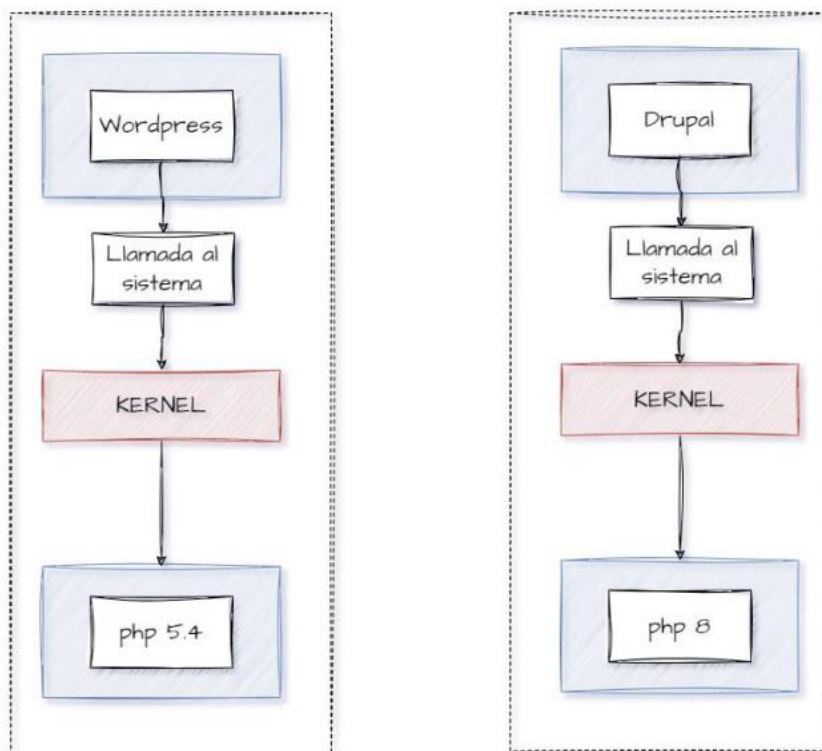 Wordpress
Llamada al
sistema
KERNEL
php 5.4
Drupal
Llamada al
sistema
KERNEL
php 8